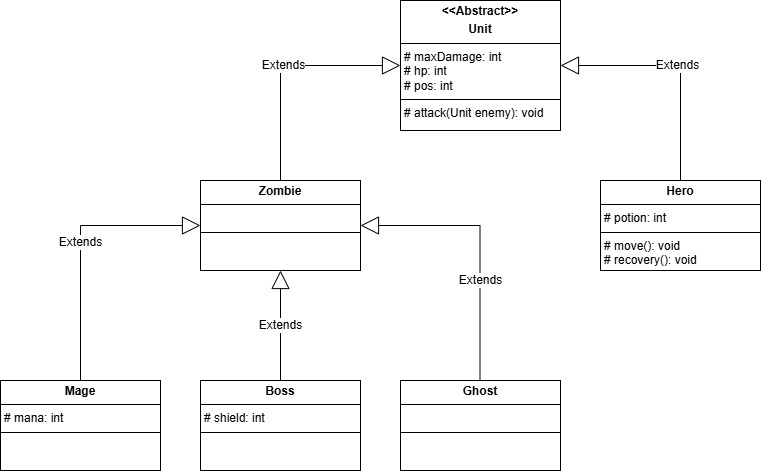 <<Abstract>>
Unit
# maxDamage: int
# hp: int
# pos: int
# attack(Unit enemy): void
Extends
Extends
Zombie
Hero
# potion: int
# move(): void
# recovery(): void
Extends
Extends
Extends
Mage
# mana: int
Boss
# shield: int
Ghost